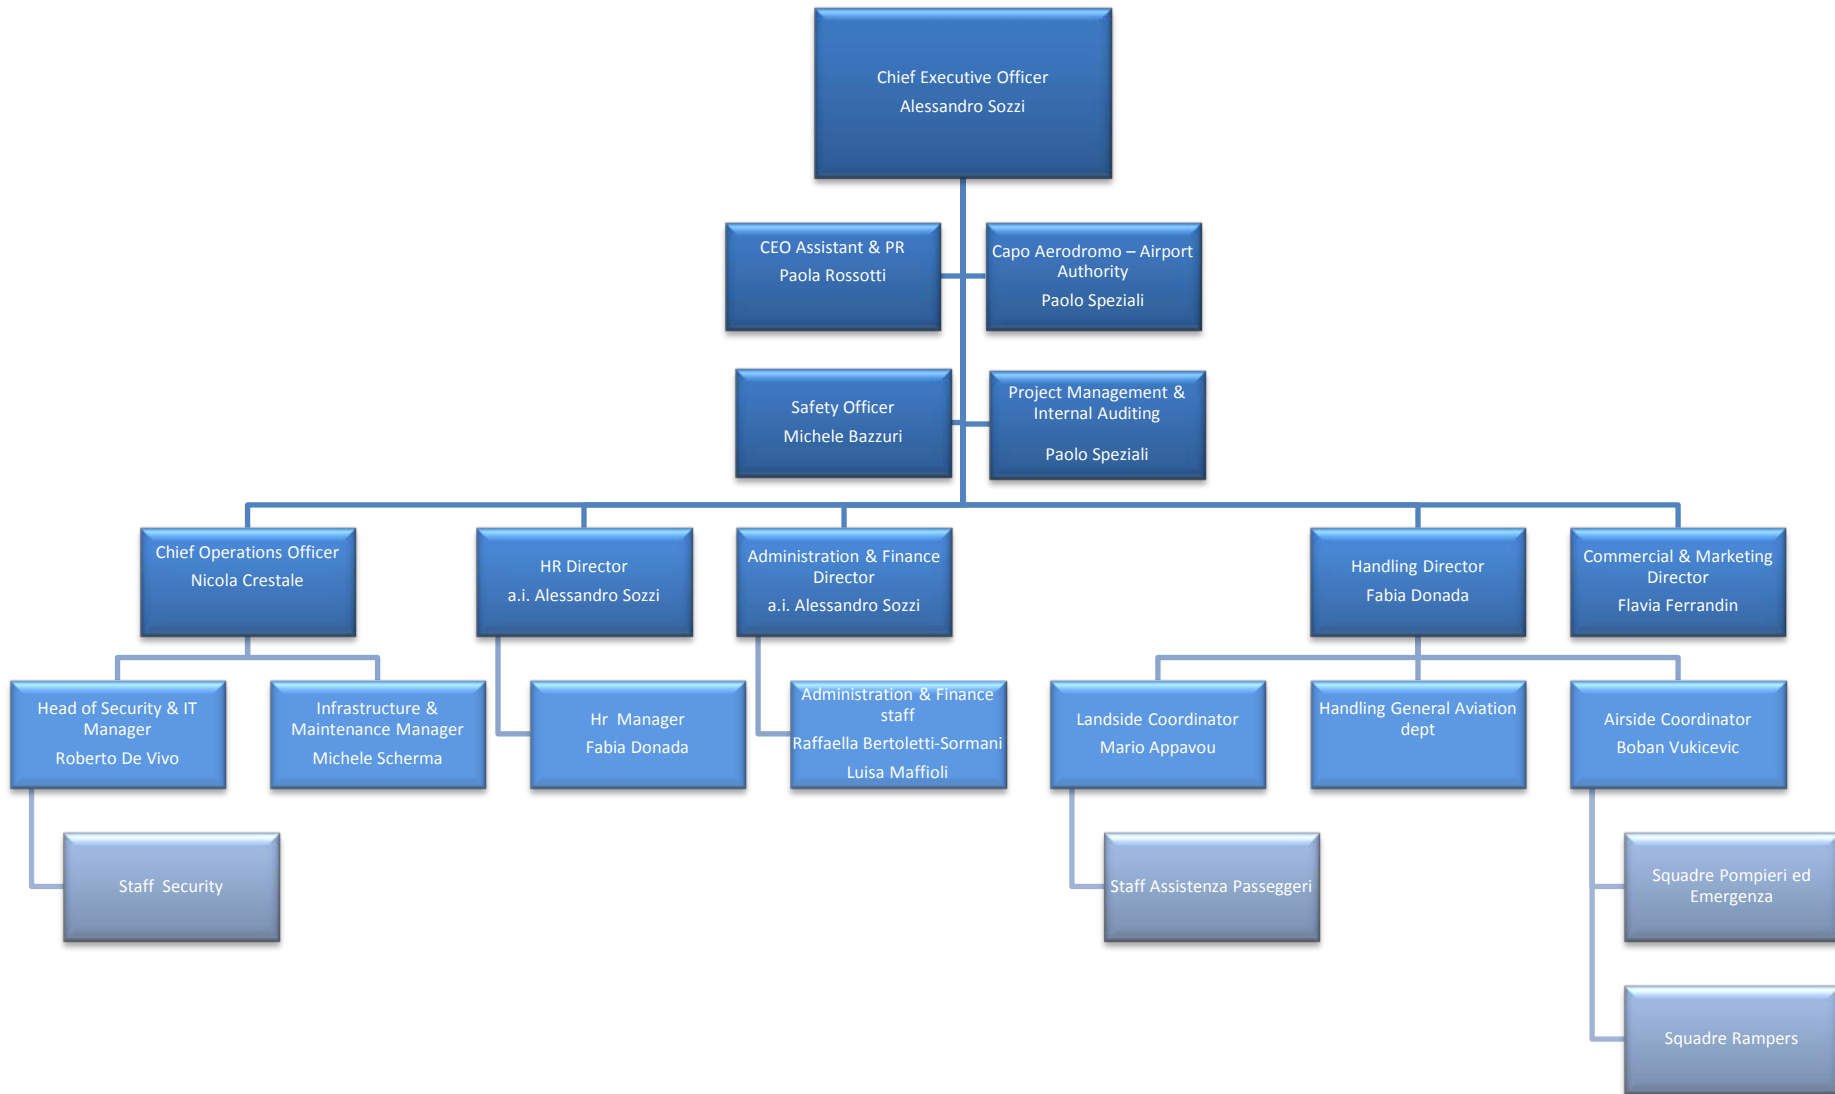 Chief Executive Officer
Alessandro Sozzi
CEO Assistant & PR
Paola Rossotti
Capo Aerodromo – Airport
Authority
Paolo Speziali
Safety Officer
Michele Bazzuri
Project Management &
Internal Auditing
Paolo Speziali
Chief Operations Officer
Nicola Crestale
HR Director
a.i. Alessandro Sozzi
Administration & Finance
Director
a.i. Alessandro Sozzi
Handling Director
Fabia Donada
Commercial & Marketing
Director
Flavia Ferrandin
Head of Security & IT
Manager
Roberto De Vivo
Infrastructure &
Maintenance Manager
Michele Scherma
Hr Manager
Fabia Donada
Administration & Finance
staff
Raffaella Bertoletti-Sormani
Luisa Maffioli
Landside Coordinator
Mario Appavou
Handling General Aviation
dept
Airside Coordinator
Boban Vukicevic
Staff Security
Staff Assistenza Passeggeri
Squadre Pompieri ed
Emergenza
Squadre Rampers